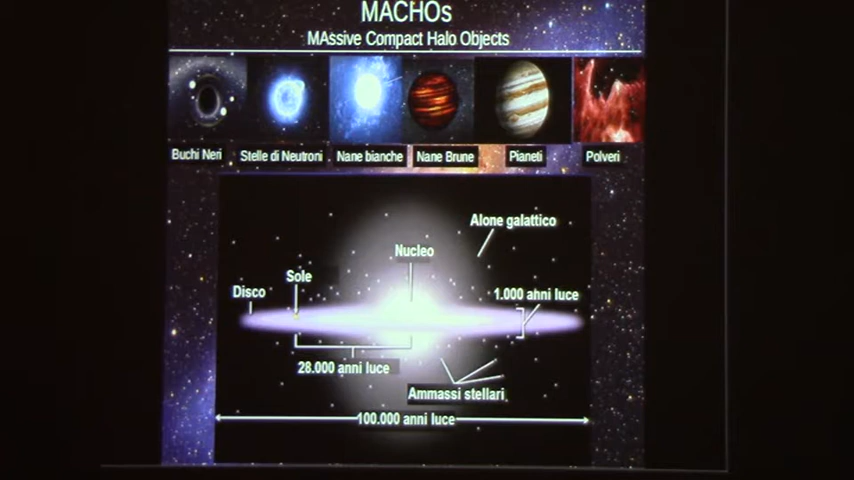 MACHOs
MAssive Compact Halo Objects
Buchi Neri
Stelle di Neutroni
Nane bianche
Nane Brune
Pianeti
Polveri
Alone galattico
Nucleo
Sole
Disco
1.000 anni luce
28.000 anni luce
Ammassi stellari
100.000 anni luce